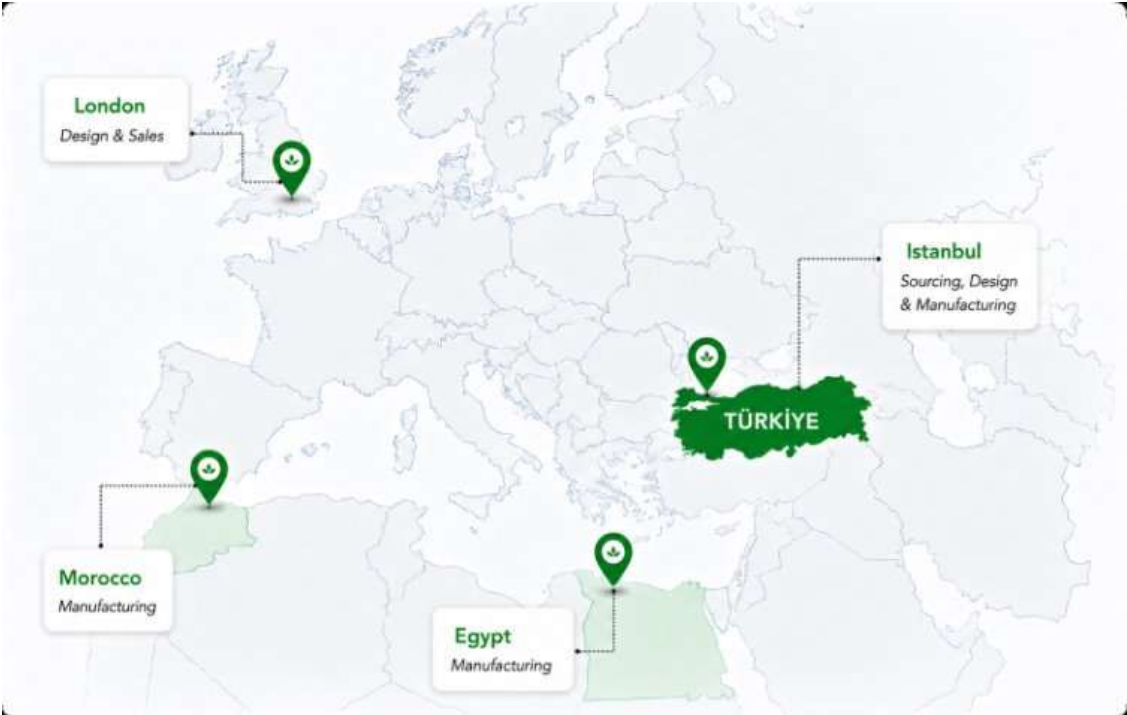 London
Design & Sales
Istanbul
Sourcing, Design
& Manufacturing
TÜRKİYE
Morocco
Manufacturing
Egypt
Manufacturing